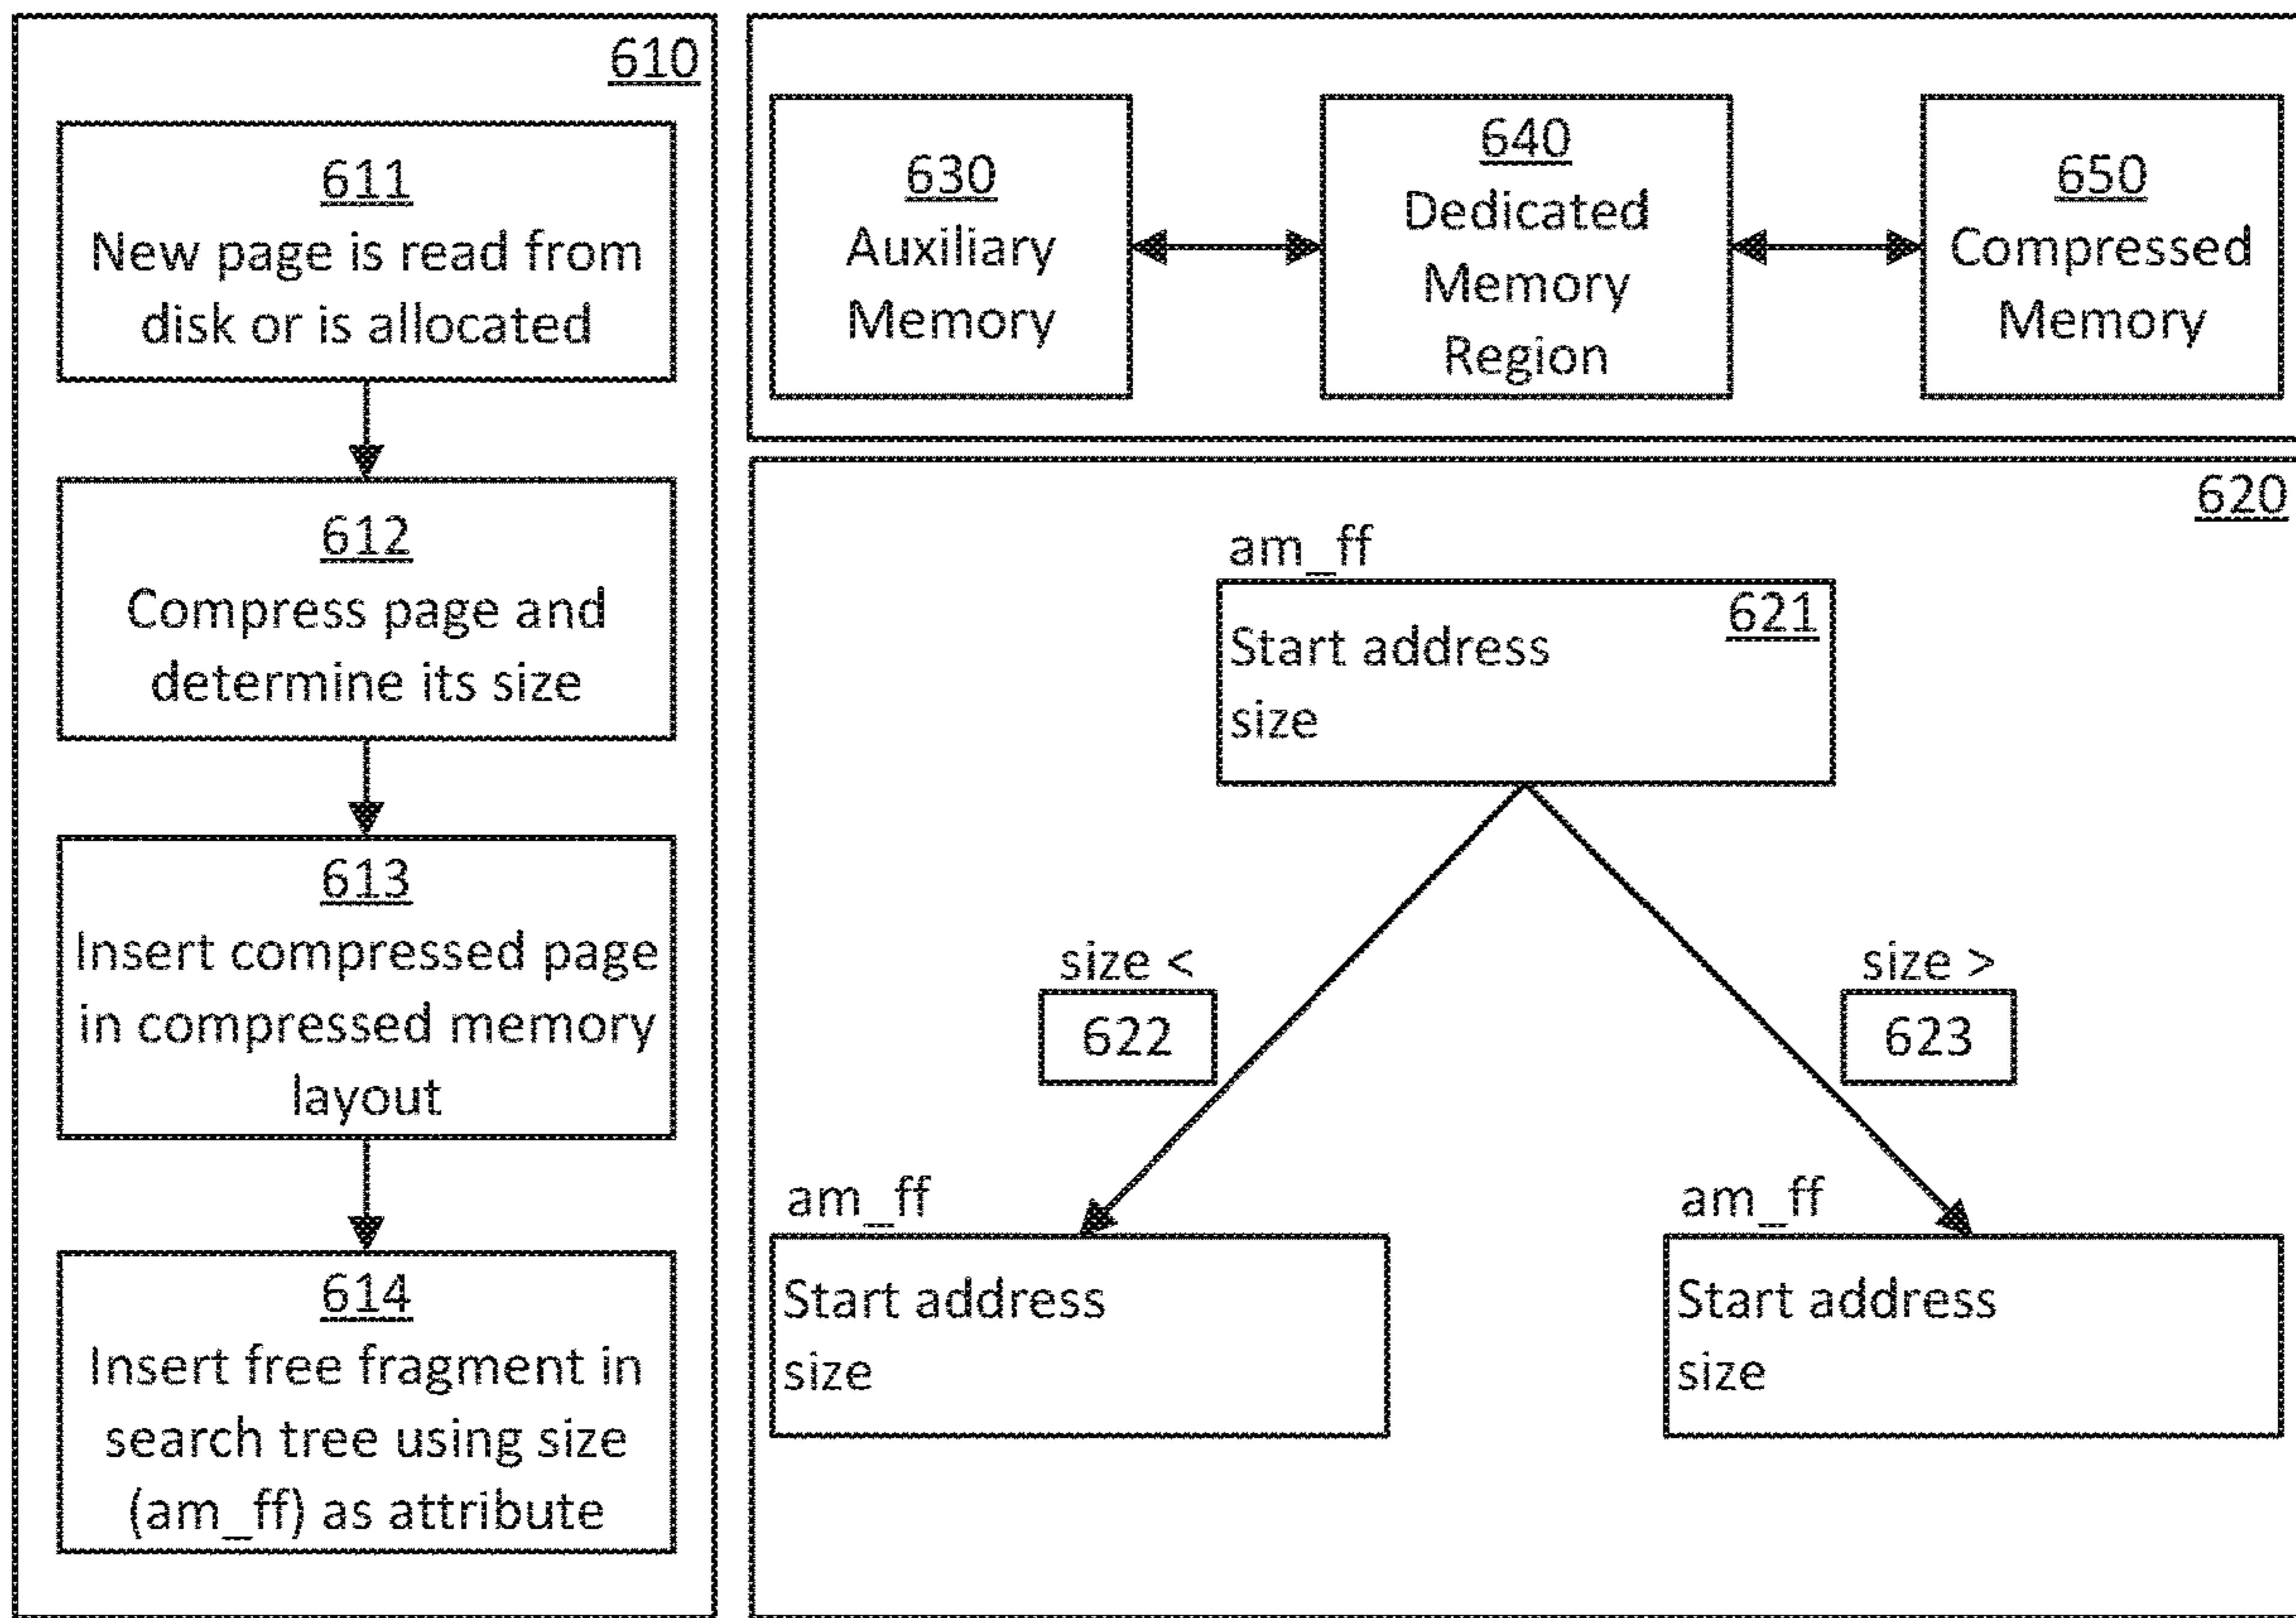 610
611
New page is read from
disk or is allocated
612
Compress page and
determine its size
613
Insert compressed page
in compressed memory
layout
614
Insert free fragment in
search tree using size
(am_ff) as attribute
630
Auxiliary
Memory
640
Dedicated
Memory
Region
650
Compressed
Memory
620
am_ff
621
Start address
size
size <
622
size >
623
am_ff
Start address
size
am_ff
Start address
size